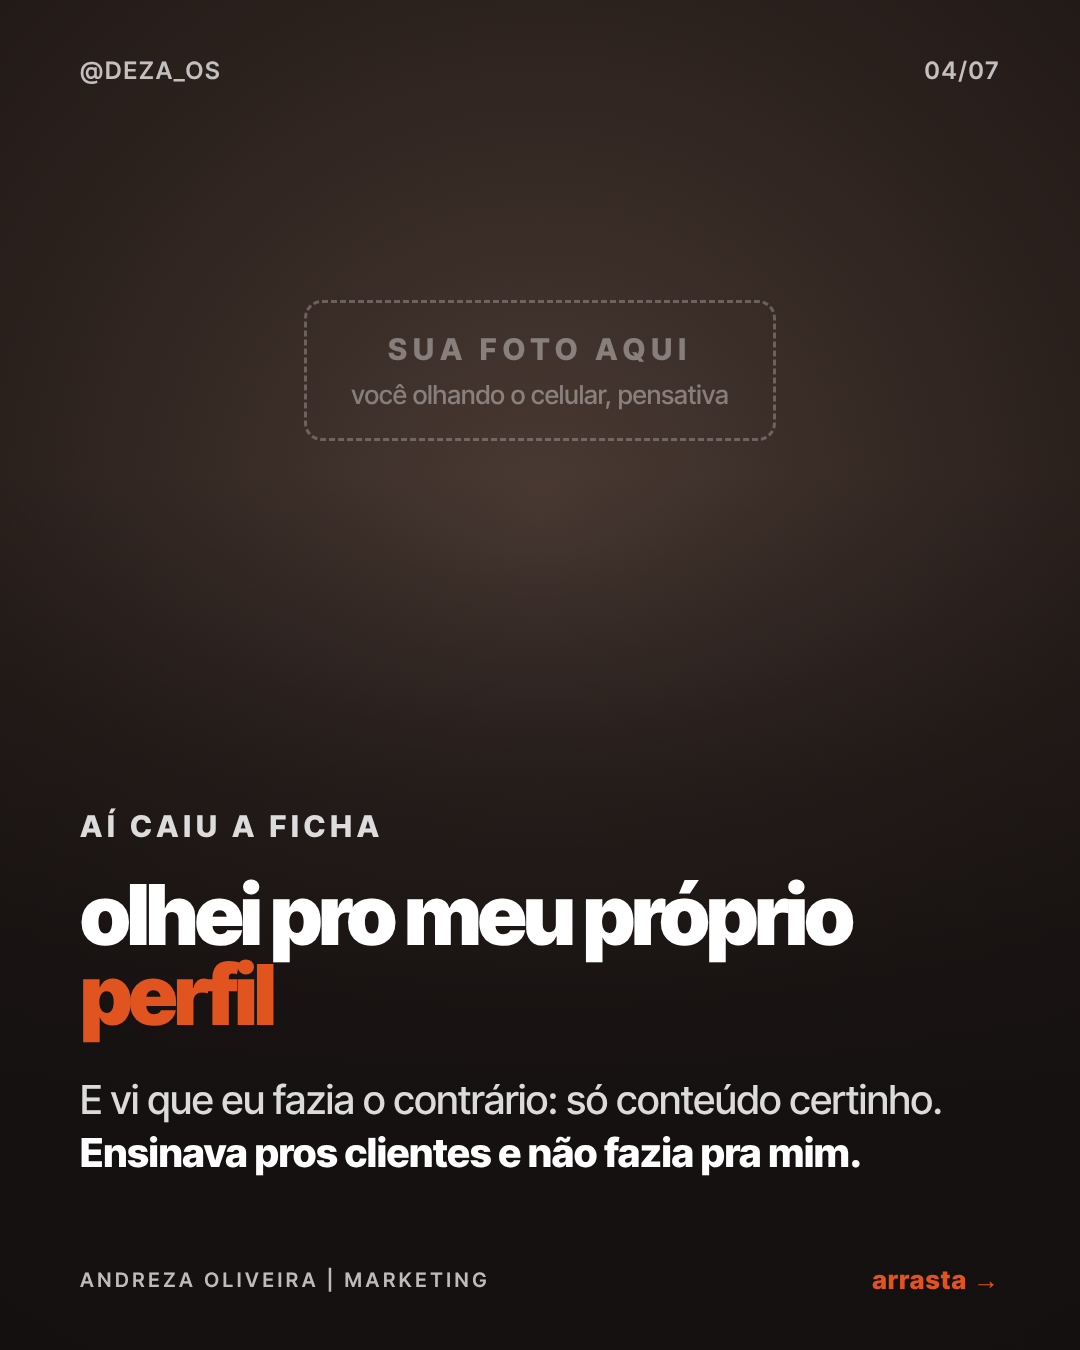 @DEZA_OS
04/07
SUA FOTO AQUI
você olhando o celular, pensativa
AÍ CAIU A FICHA
olhei pro meu próprio
perfil
E vi que eu fazia o contrário: só conteúdo certinho.
Ensinava pros clientes e não fazia pra mim.
ANDREZA OLIVEIRA | MARKETING
arrasta →